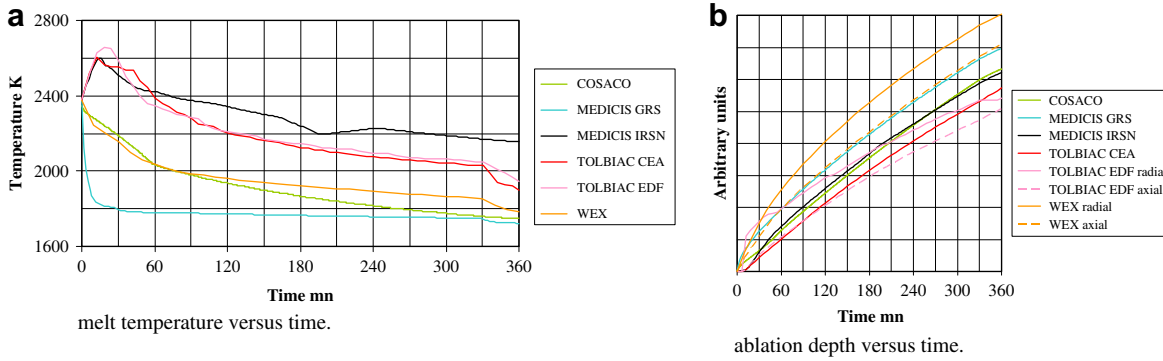 a
2800
2400
2000
1600
Temperature K
0 60 120 180 240 300 360
Time mn
COSACO
MEDICIS GRS
MEDICIS IRSN
TOLBIAC CEA
TOLBIAC EDF
WEX
melt temperature versus time.
b
Arbitrary units
0 60 120 180 240 300 360
Time mn
COSACO
MEDICIS GRS
MEDICIS IRSN
TOLBIAC CEA
TOLBIAC EDF radia
TOLBIAC EDF axial
WEX radial
WEX axial
ablation depth versus time.